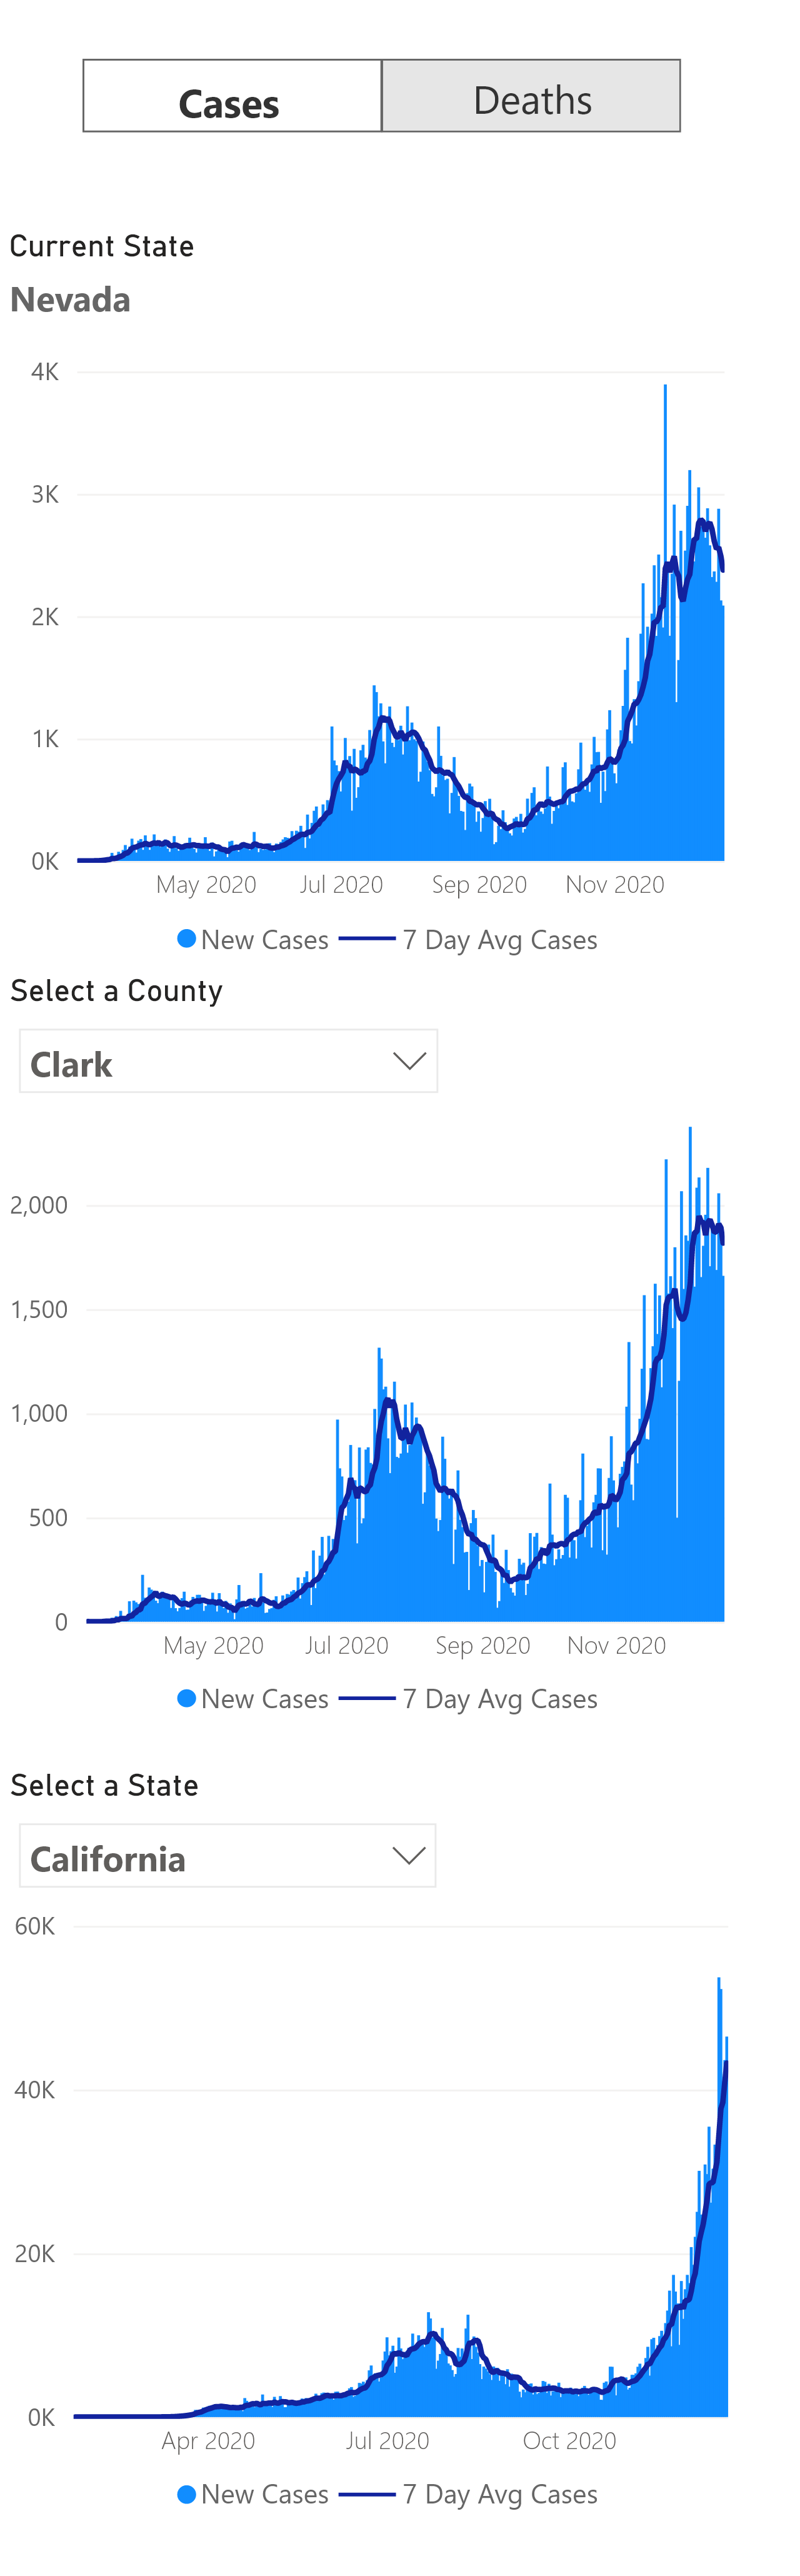 Cases Deaths
Current State
Nevada
4K
3K
2K
1K
0K
May 2020 Jul 2020 Sep 2020 Nov 2020
New Cases 7 Day Avg Cases
Select a County
Clark
2,000
1,500
1,000
500
0
May 2020 Jul 2020 Sep 2020 Nov 2020
New Cases 7 Day Avg Cases
Select a State
California
60K
40K
20K
0K
Apr 2020 Jul 2020 Oct 2020
New Cases 7 Day Avg Cases